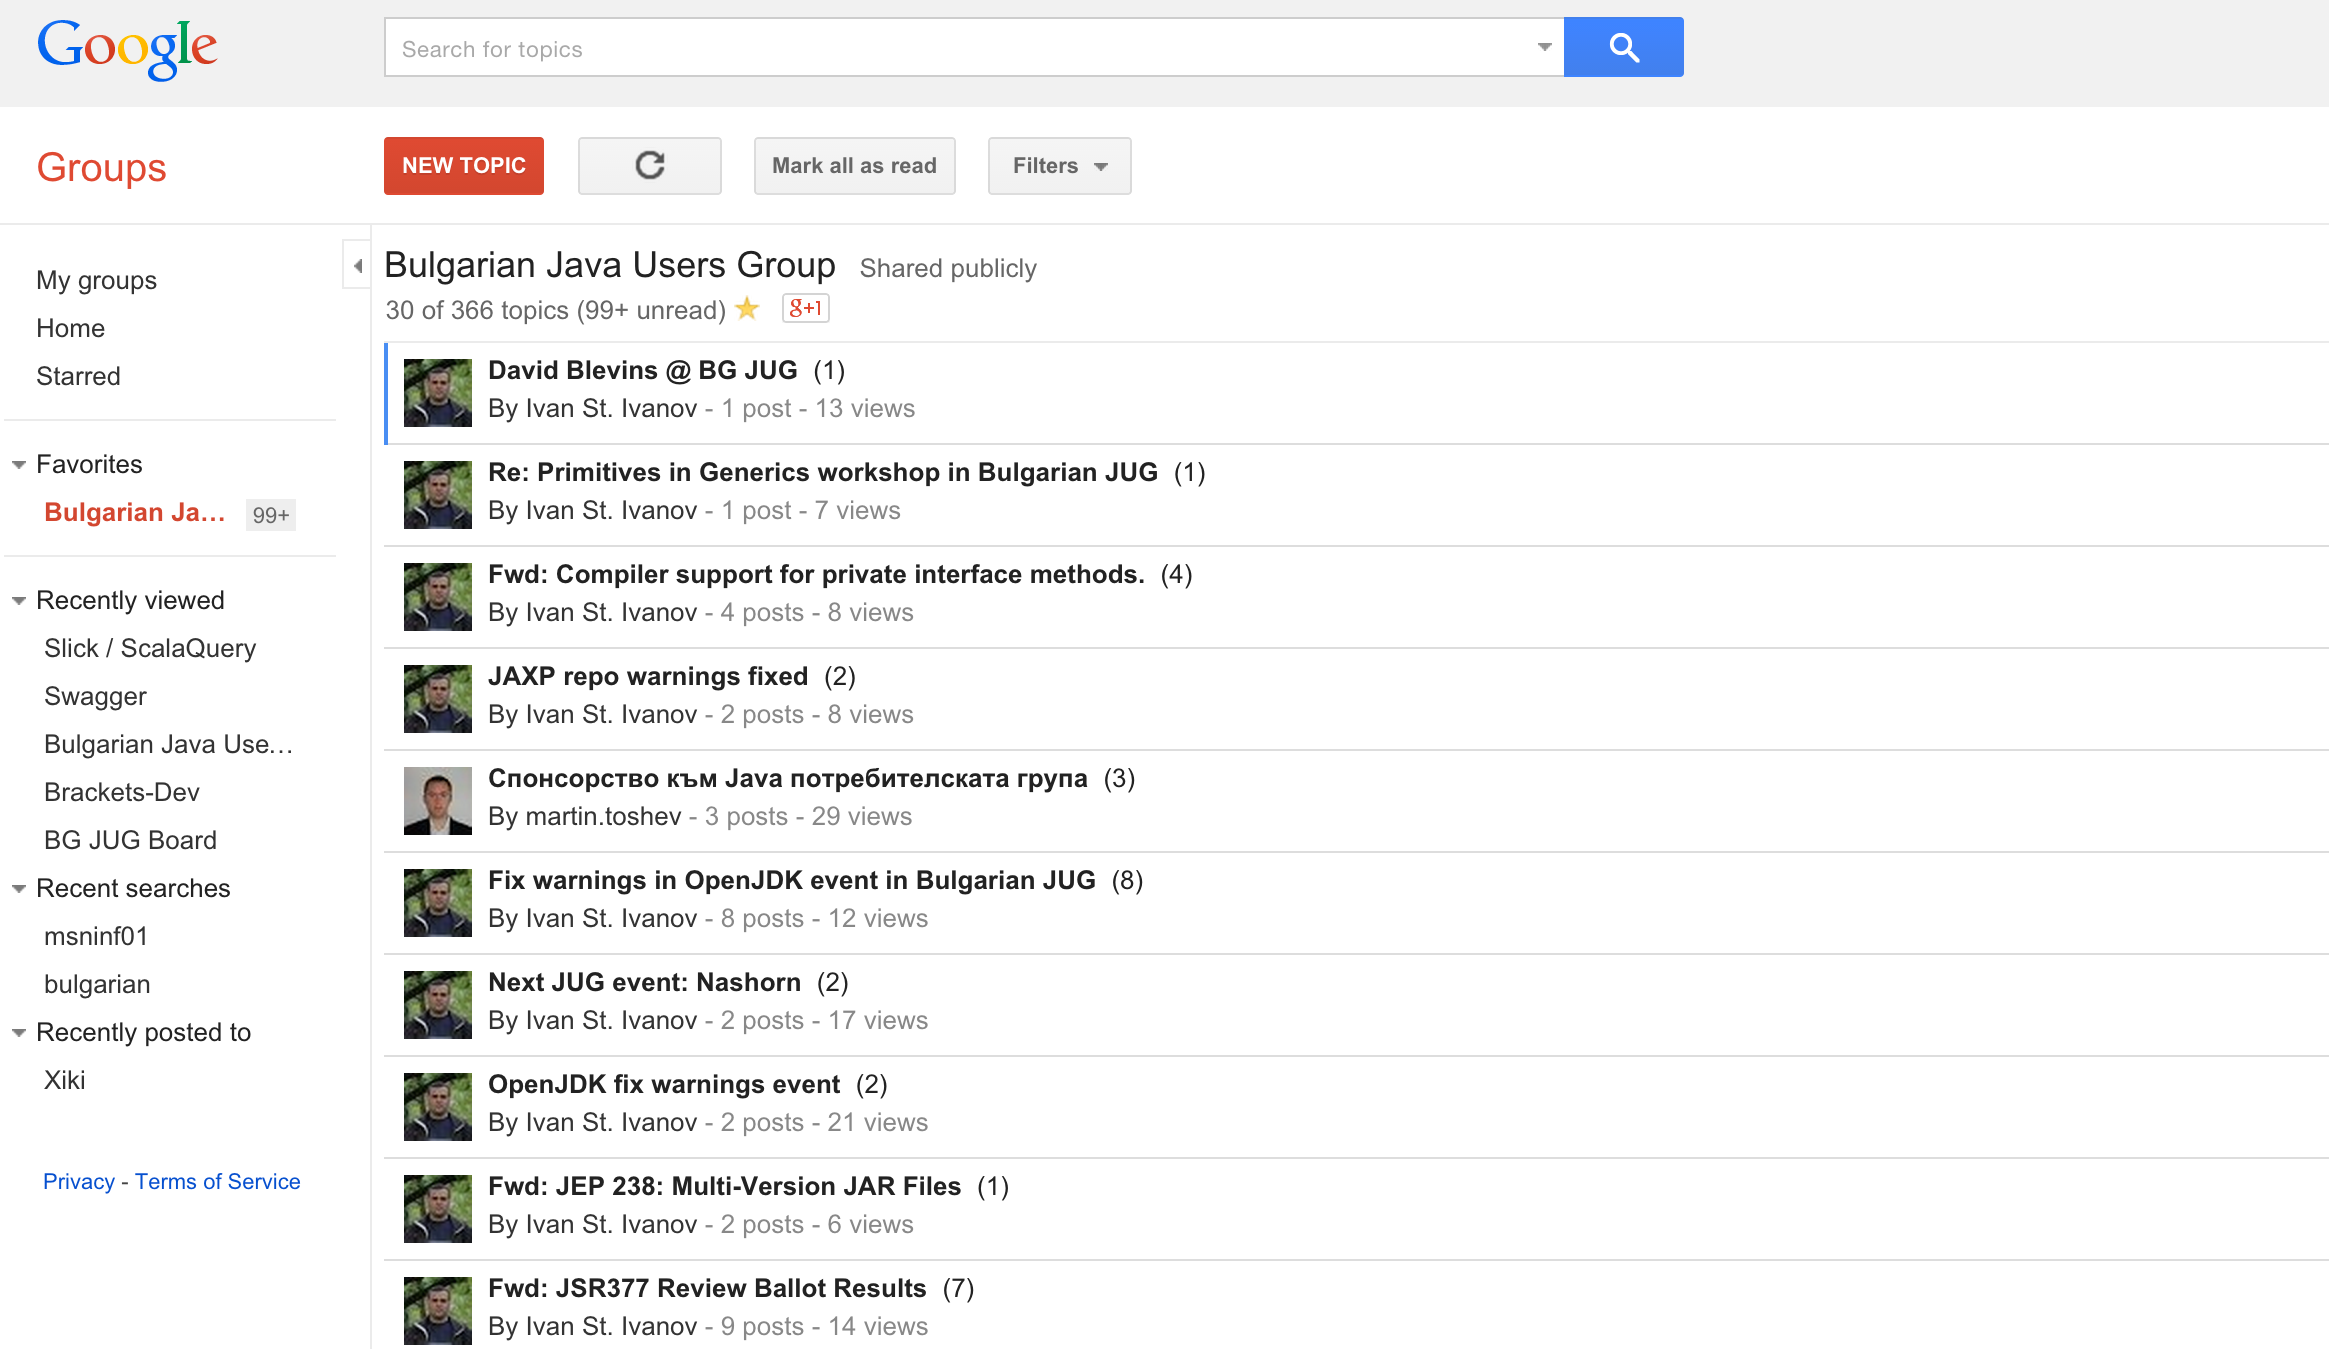 Google
Search for topics
Groups
NEW TOPIC
Mark all as read
Filters
My groups
Home
Starred
Favorites
Bulgarian Ja... 99+
Recently viewed
Slick / ScalaQuery
Swagger
Bulgarian Java Use...
Brackets-Dev
BG JUG Board
Recent searches
msninf01
bulgarian
Recently posted to
Xiki
Privacy - Terms of Service
Bulgarian Java Users Group Shared publicly
30 of 366 topics (99+ unread) g+1
David Blevins @ BG JUG (1)
By Ivan St. Ivanov - 1 post - 13 views
Re: Primitives in Generics workshop in Bulgarian JUG (1)
By Ivan St. Ivanov - 1 post - 7 views
Fwd: Compiler support for private interface methods. (4)
By Ivan St. Ivanov - 4 posts - 8 views
JAXP repo warnings fixed (2)
By Ivan St. Ivanov - 2 posts - 8 views
Спонсорство към Java потребителската група (3)
By martin.toshev - 3 posts - 29 views
Fix warnings in OpenJDK event in Bulgarian JUG (8)
By Ivan St. Ivanov - 8 posts - 12 views
Next JUG event: Nashorn (2)
By Ivan St. Ivanov - 2 posts - 17 views
OpenJDK fix warnings event (2)
By Ivan St. Ivanov - 2 posts - 21 views
Fwd: JEP 238: Multi-Version JAR Files (1)
By Ivan St. Ivanov - 2 posts - 6 views
Fwd: JSR377 Review Ballot Results (7)
By Ivan St. Ivanov - 9 posts - 14 views